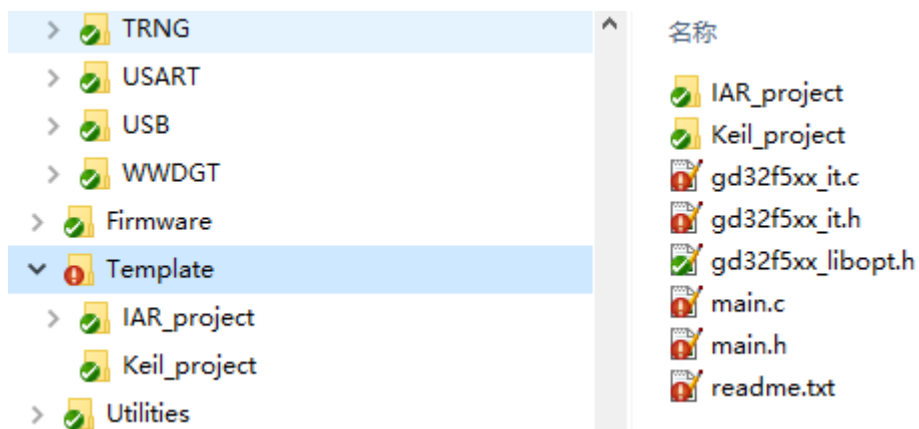 TRNG
USART
USB
WWDGT
Firmware
Template
IAR_project
Keil_project
Utilities
名称
IAR_project
Keil_project
gd32f5xx_it.c
gd32f5xx_it.h
gd32f5xx_libopt.h
main.c
main.h
readme.txt